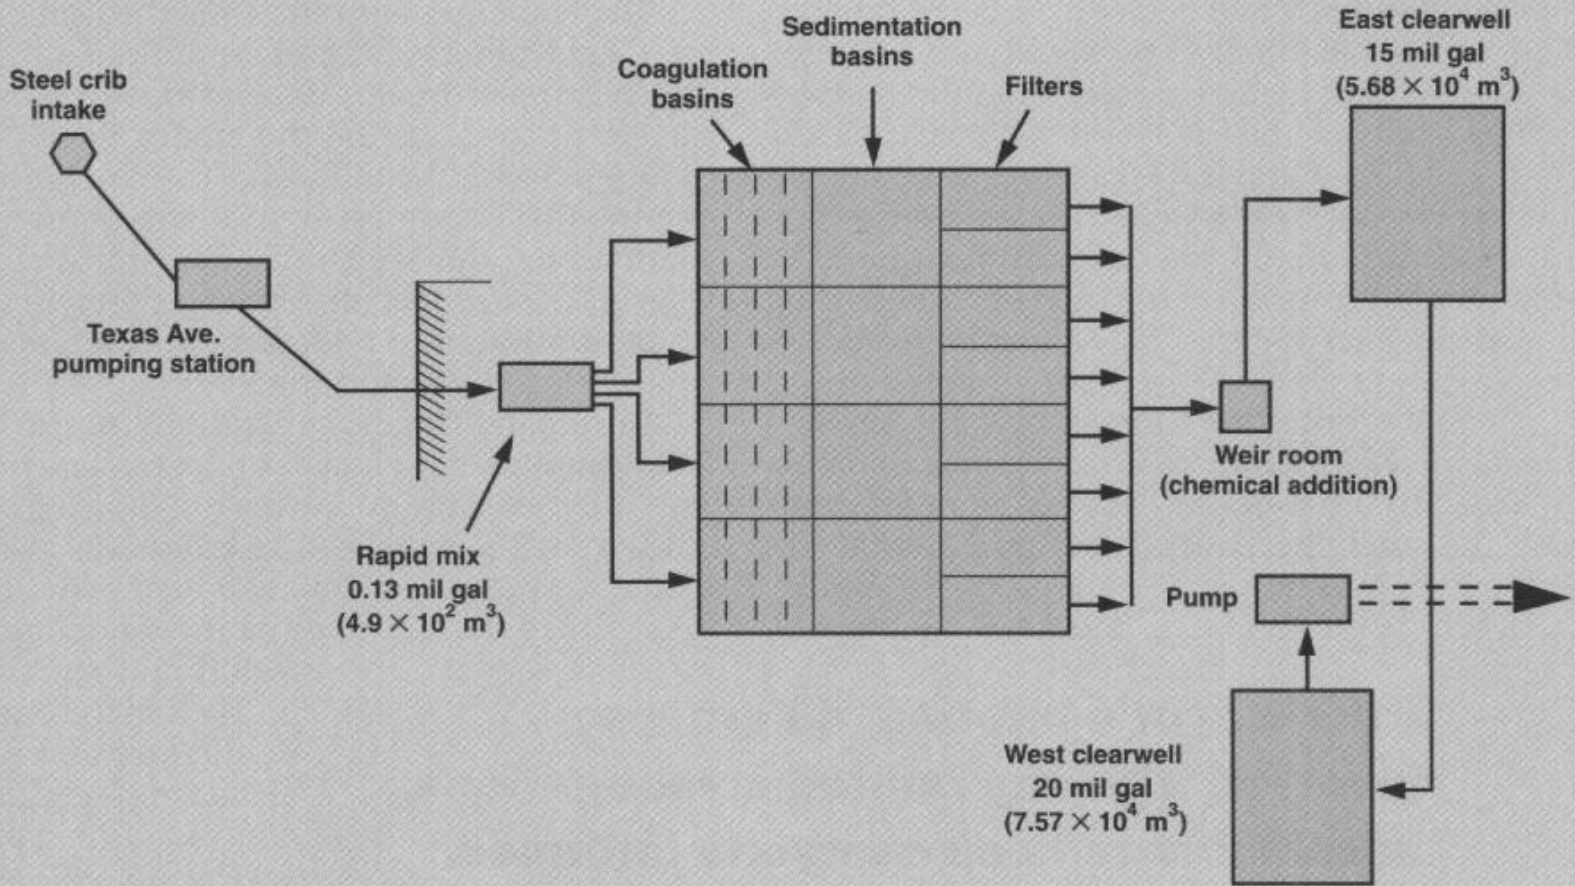 Steel crib
intake
Texas Ave.
pumping station
Rapid mix
0.13 mil gal
(4.9 × 10² m³)
Coagulation
basins
Sedimentation
basins
Filters
East clearwell
15 mil gal
(5.68 × 10⁴ m³)
Weir room
(chemical addition)
Pump
West clearwell
20 mil gal
(7.57 × 10⁴ m³)